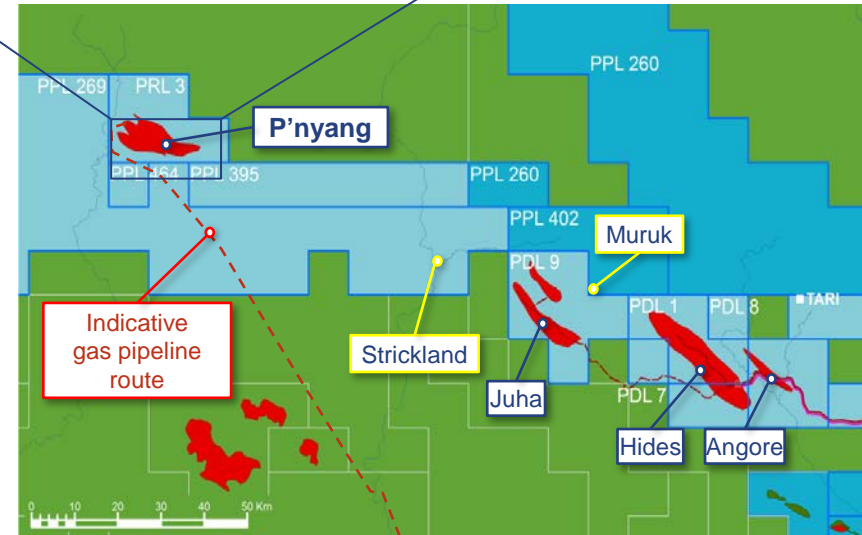 PPL 260
PPL 269
PRL 3
P'nyang
PPL 464
PPL 395
PPL 260
PPL 402
Muruk
PDL 9
PDL 1
PDL 8
TARI
Indicative
gas pipeline
route
Strickland
Juha
PDL 7
Hides
Angore
0 10 20 30 40 50 Km